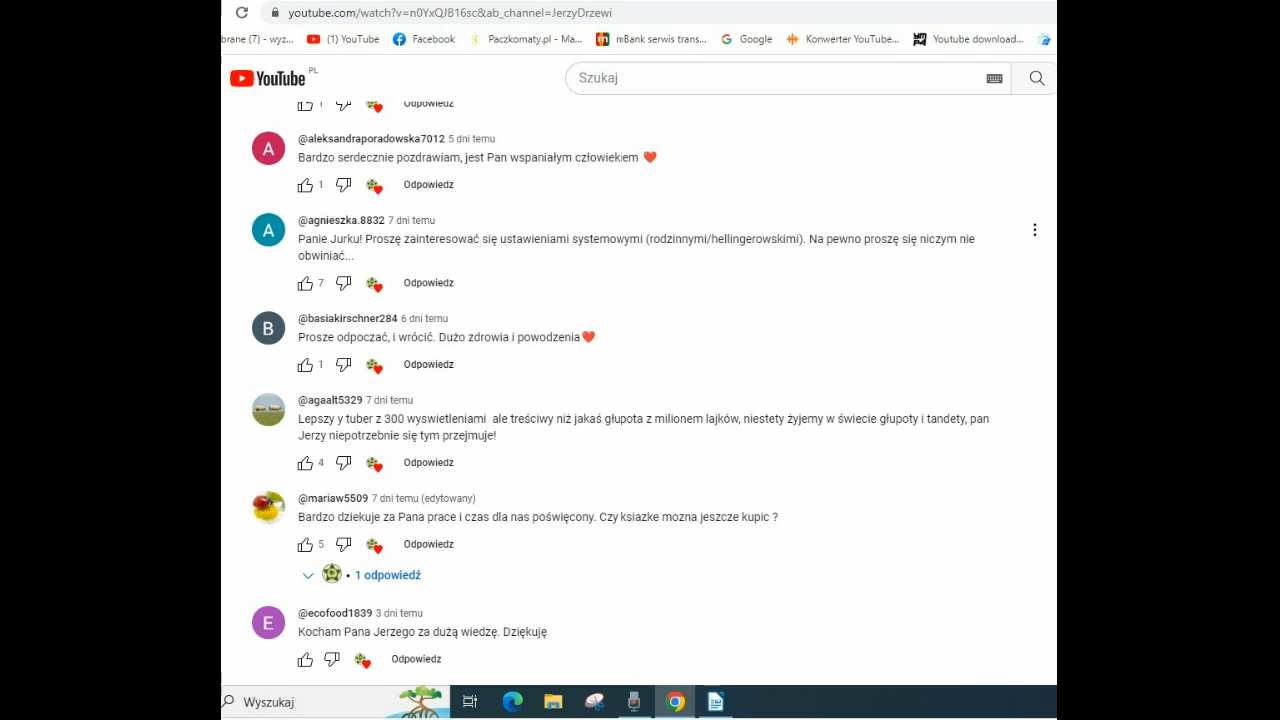 youtube.com/watch?v=n0YxQJB16sc&ab_channel=JerzyDrzewi
brane (7) - wyz... (1) YouTube Facebook Paczkomaty.pl - Ma... mBank serwis trans... Google Konwerter YouTube... Youtube download...
YouTube PL
Szukaj
1 Odpowiedz
A
@aleksandraporadowska7012 5 dni temu
Bardzo serdecznie pozdrawiam, jest Pan wspaniałym człowiekiem ❤️
1 Odpowiedz
A
@agnieszka.8832 7 dni temu
Panie Jurku! Proszę zainteresować się ustawieniami systemowymi (rodzinnymi/hellingerowskimi). Na pewno proszę się niczym nie
obwiniać...
7 Odpowiedz
B
@basiakirschner284 6 dni temu
Prosze odpoczać, i wrócić. Dużo zdrowia i powodzenia❤️
1 Odpowiedz
@agaalt5329 7 dni temu
Lepszy y tuber z 300 wyswietleniami ale treściwy niż jakaś głupota z milionem lajków, niestety żyjemy w świecie głupoty i tandety, pan
Jerzy niepotrzebnie się tym przejmuje!
4 Odpowiedz
@mariaw5509 7 dni temu (edytowany)
Bardzo dziekuje za Pana prace i czas dla nas poświęcony. Czy ksiazke mozna jeszcze kupic ?
5 Odpowiedz
• 1 odpowiedź
E
@ecofood1839 3 dni temu
Kocham Pana Jerzego za dużą wiedzę. Dziękuję
Odpowiedz
Wyszukaj